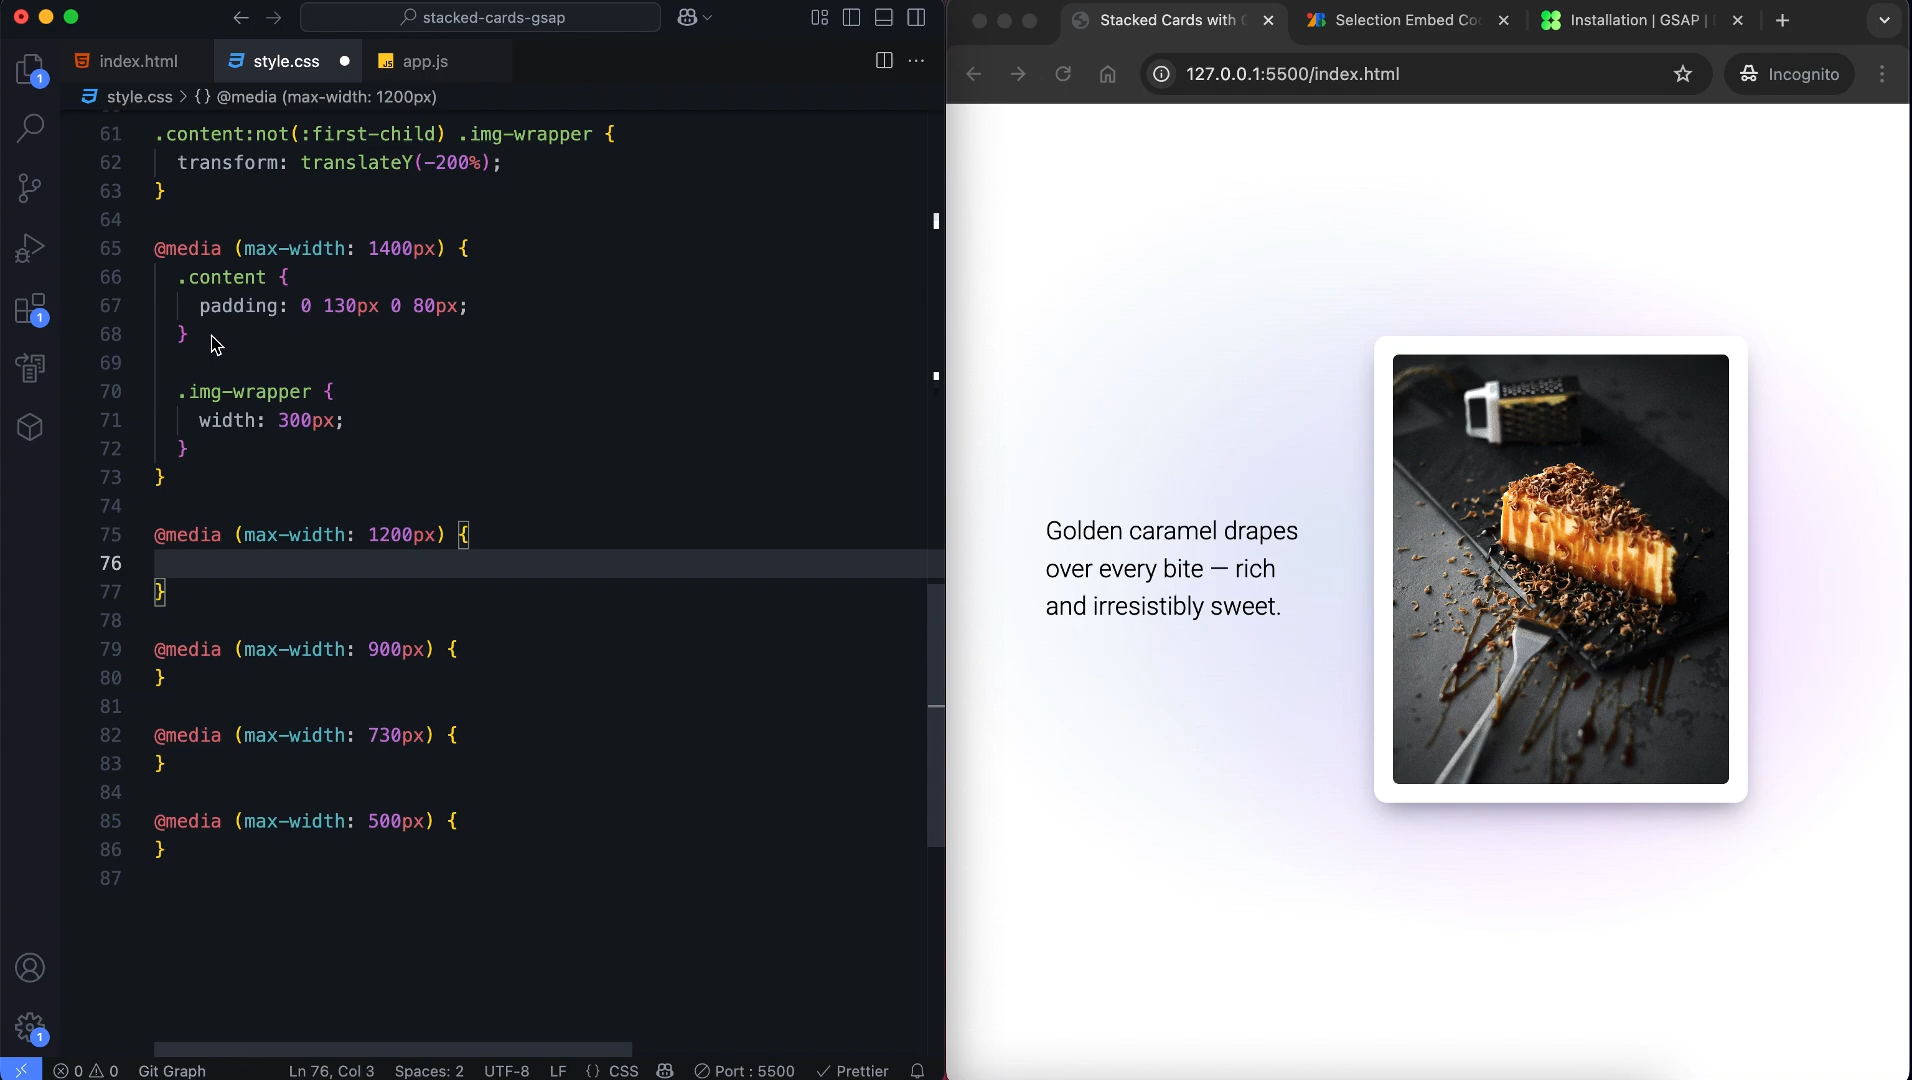 stacked-cards-gsap
index.html
style.css
app.js
style.css > {} @media (max-width: 1200px)
61 .content:not(:first-child) .img-wrapper {
62 transform: translateY(-200%);
63 }
64
65 @media (max-width: 1400px) {
66 .content {
67 padding: 0 130px 0 80px;
68 }
69
70 .img-wrapper {
71 width: 300px;
72 }
73 }
74
75 @media (max-width: 1200px) {
76
77 }
78
79 @media (max-width: 900px) {
80 }
81
82 @media (max-width: 730px) {
83 }
84
85 @media (max-width: 500px) {
86 }
87
1
1
1
0 0 Git Graph Ln 76, Col 3 Spaces: 2 UTF-8 LF {} CSS Port : 5500 Prettier
Stacked Cards with
Selection Embed Co
Installation | GSAP |
127.0.0.1:5500/index.html
Incognito
Golden caramel drapes
over every bite — rich
and irresistibly sweet.